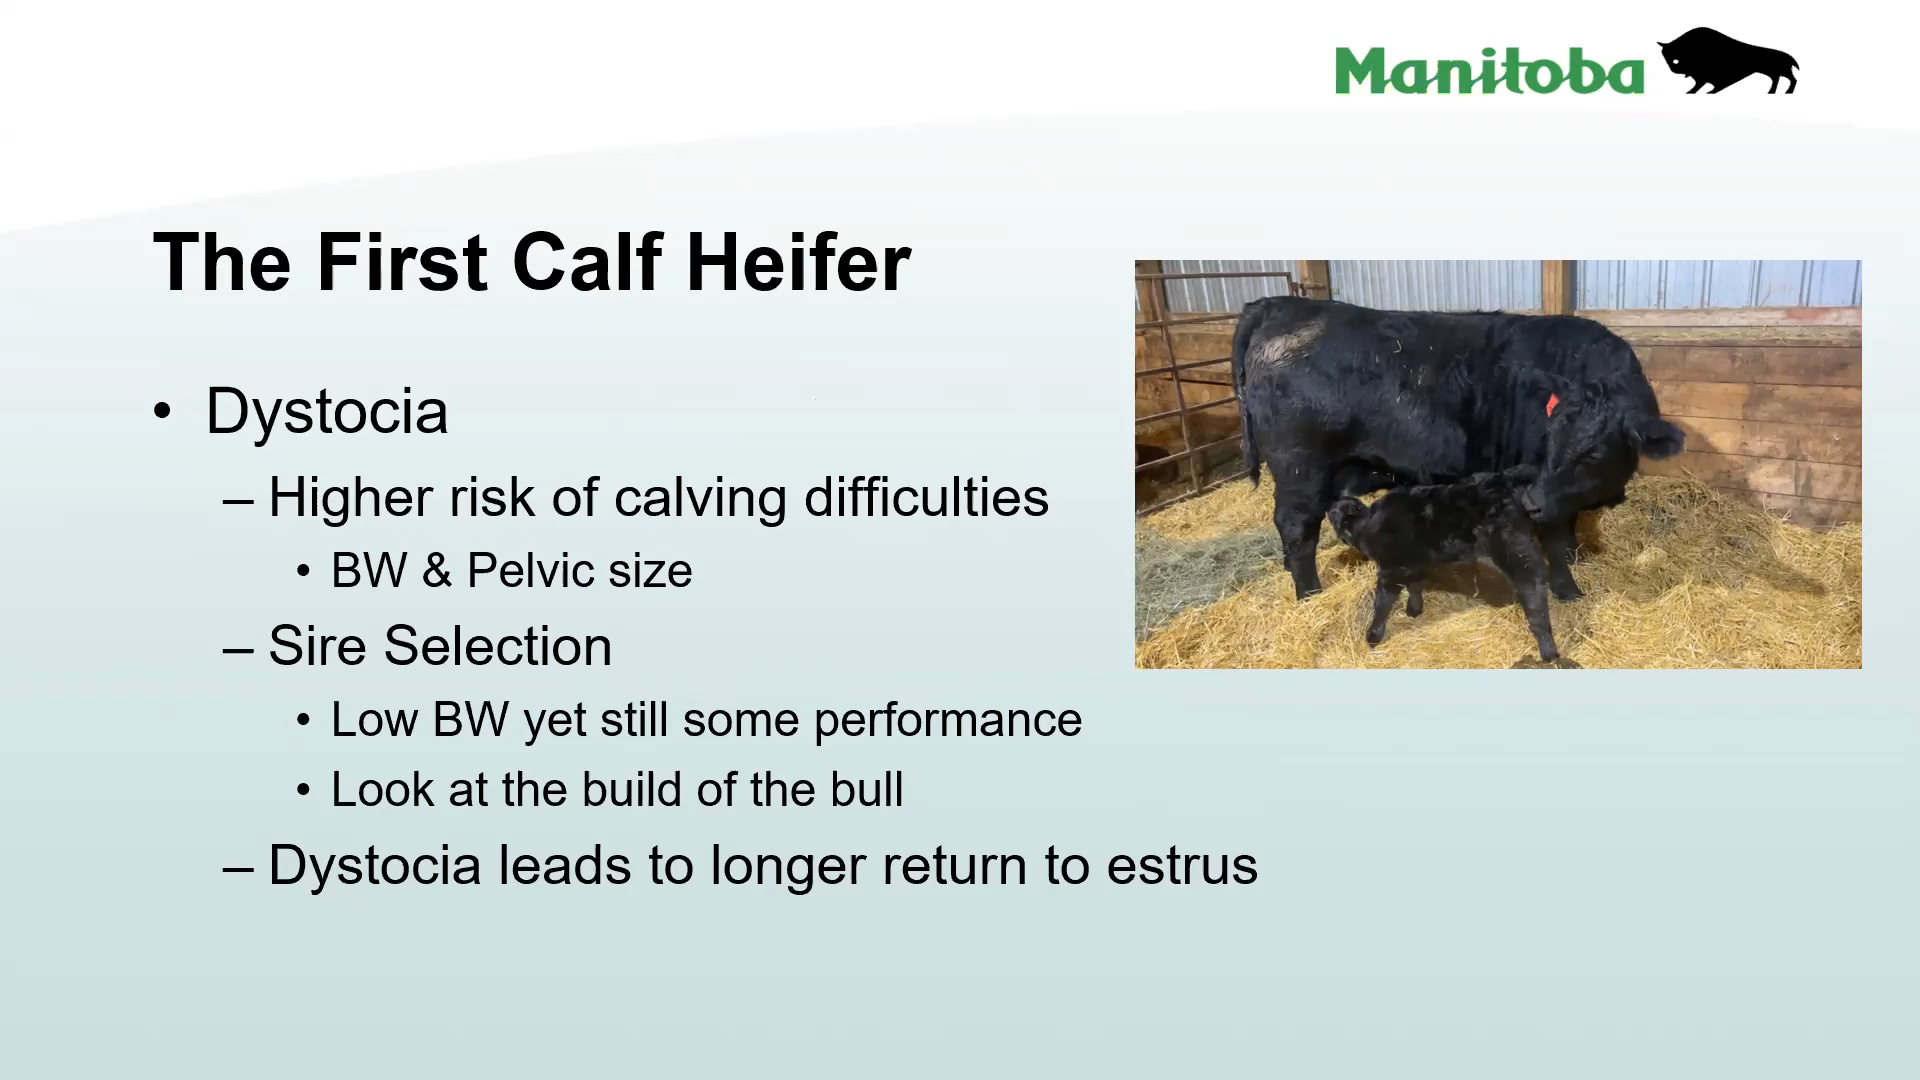 Manitoba
The First Calf Heifer
• Dystocia
– Higher risk of calving difficulties
• BW & Pelvic size
– Sire Selection
• Low BW yet still some performance
• Look at the build of the bull
– Dystocia leads to longer return to estrus